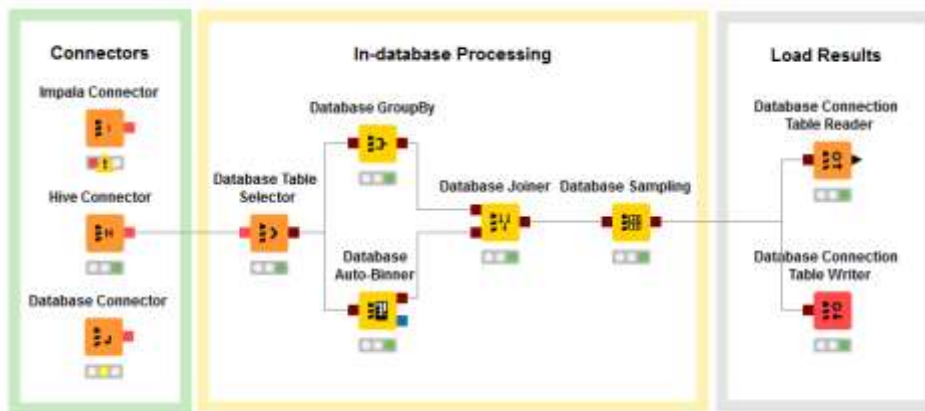 Connectors
In-database Processing
Load Results
Impala Connector
Hive Connector
Database Connector
Database Table
Selector
Database GroupBy
Database
Auto-Binner
Database Joiner
Database Sampling
Database Connection
Table Reader
Database Connection
Table Writer